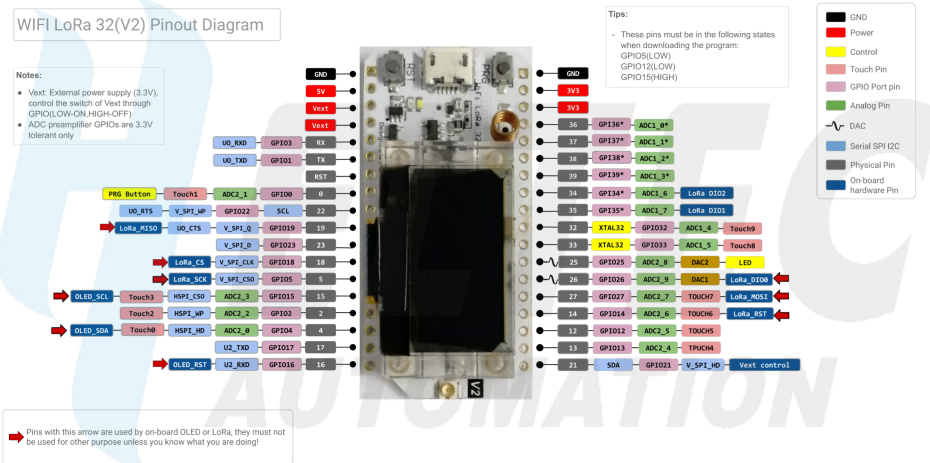 WIFI LoRa 32(V2) Pinout Diagram
Notes:
● Vext: External power supply (3.3V),
control the switch of Vext through
GPIO(LOW-ON,HIGH-OFF)
● ADC preamplifier GPIOs are 3.3V
tolerant only
Tips:
- These pins must be in the following states
when downloading the program:
GPIO5(LOW)
GPIO12(LOW)
GPIO15(HIGH)
GND
Power
Control
Touch Pin
GPIO Port pin
Analog Pin
DAC
Serial SPI I2C
Physical Pin
On-board
hardware Pin
GND
5V
Vext
Vext
U0_RXD GPIO3 RX
U0_TXD GPIO1 TX
RST
PRG Button Touch1 ADC2_1 GPIO0 0
U0_RTS V_SPI_WP GPIO22 SCL 22
LoRa_MISO U0_CTS V_SPI_Q GPIO19 19
V_SPI_D GPIO23 23
LoRa_CS V_SPI_CLK GPIO18 18
LoRa_SCK V_SPI_CS0 GPIO5 5
OLED_SCL Touch3 HSPI_CS0 ADC2_3 GPIO15 15
Touch2 HSPI_WP ADC2_2 GPIO2 2
OLED_SDA Touch0 HSPI_HD ADC2_0 GPIO4 4
U2_TXD GPIO17 17
OLED_RST U2_RXD GPIO16 16
GND
3V3
3V3
36 GPI36* ADC1_0*
37 GPI37* ADC1_1*
38 GPI38* ADC1_2*
39 GPI39* ADC1_3*
34 GPI34* ADC1_6 LoRa DIO2
35 GPI35* ADC1_7 LoRa DIO1
32 XTAL32 GPIO32 ADC1_4 Touch9
33 XTAL32 GPIO33 ADC1_5 Touch8
25 GPIO25 ADC2_8 DAC2 LED
26 GPIO26 ADC2_9 DAC1 LoRa_DIO0
27 GPIO27 ADC2_7 TOUCH7 LoRa_MOSI
14 GPIO14 ADC2_6 TOUCH6 LoRa_RST
12 GPIO12 ADC2_5 TOUCH5
13 GPIO13 ADC2_4 TPUCH4
21 SDA GPIO21 V_SPI_HD Vext control
RST
PRG
WiFi LoRa 32
V2
AUTOMATION
Pins with this arrow are used by on-board OLED or LoRa, they must not
be used for other purpose unless you know what you are doing!